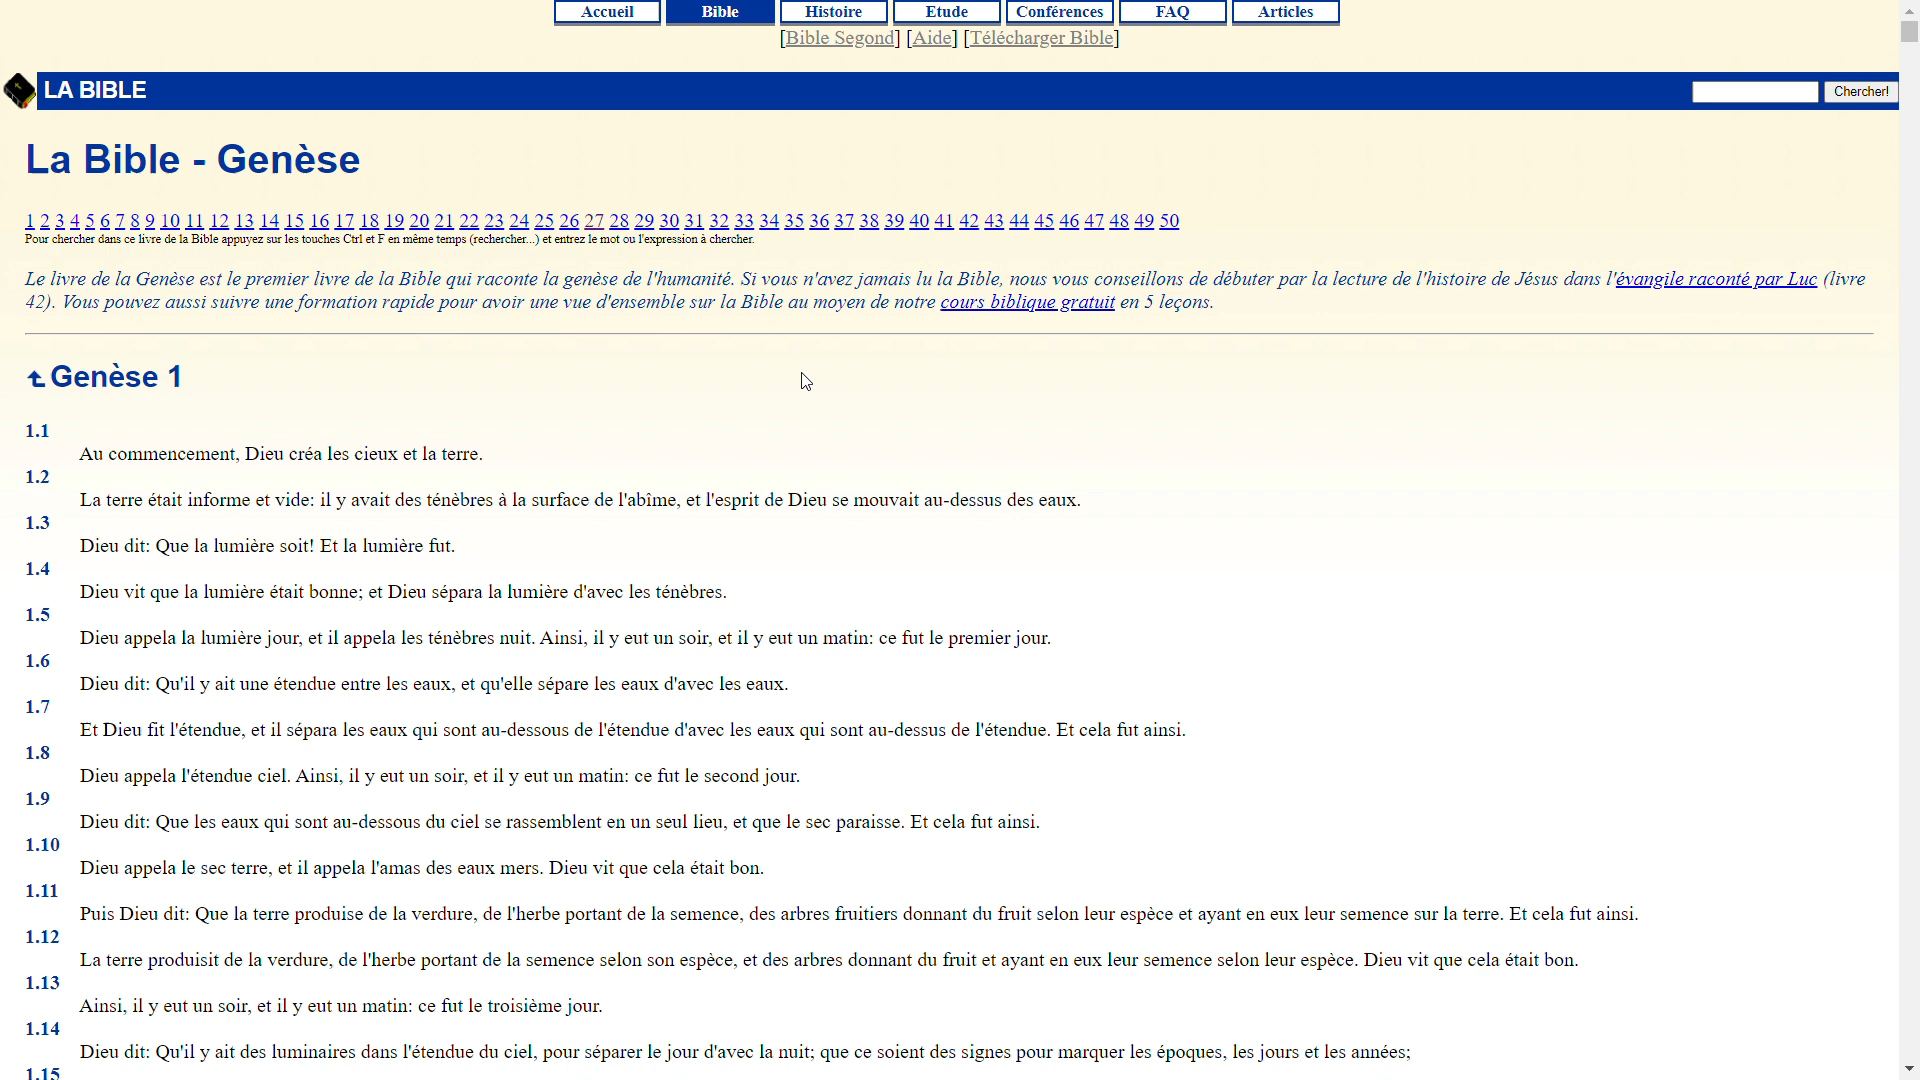 Accueil Bible Histoire Etude Conférences FAQ Articles
[Bible Segond] [Aide] [Télécharger Bible]
LA BIBLE Chercher!
La Bible - Genèse
1 2 3 4 5 6 7 8 9 10 11 12 13 14 15 16 17 18 19 20 21 22 23 24 25 26 27 28 29 30 31 32 33 34 35 36 37 38 39 40 41 42 43 44 45 46 47 48 49 50
Pour chercher dans ce livre de la Bible appuyez sur les touches Ctrl et F en même temps (rechercher...) et entrez le mot ou l'expression à chercher.
Le livre de la Genèse est le premier livre de la Bible qui raconte la genèse de l'humanité. Si vous n'avez jamais lu la Bible, nous vous conseillons de débuter par la lecture de l'histoire de Jésus dans l'évangile raconté par Luc (livre
42). Vous pouvez aussi suivre une formation rapide pour avoir une vue d'ensemble sur la Bible au moyen de notre cours biblique gratuit en 5 leçons.
Genèse 1
1.1
Au commencement, Dieu créa les cieux et la terre.
1.2
La terre était informe et vide: il y avait des ténèbres à la surface de l'abîme, et l'esprit de Dieu se mouvait au-dessus des eaux.
1.3
Dieu dit: Que la lumière soit! Et la lumière fut.
1.4
Dieu vit que la lumière était bonne; et Dieu sépara la lumière d'avec les ténèbres.
1.5
Dieu appela la lumière jour, et il appela les ténèbres nuit. Ainsi, il y eut un soir, et il y eut un matin: ce fut le premier jour.
1.6
Dieu dit: Qu'il y ait une étendue entre les eaux, et qu'elle sépare les eaux d'avec les eaux.
1.7
Et Dieu fit l'étendue, et il sépara les eaux qui sont au-dessous de l'étendue d'avec les eaux qui sont au-dessus de l'étendue. Et cela fut ainsi.
1.8
Dieu appela l'étendue ciel. Ainsi, il y eut un soir, et il y eut un matin: ce fut le second jour.
1.9
Dieu dit: Que les eaux qui sont au-dessous du ciel se rassemblent en un seul lieu, et que le sec paraisse. Et cela fut ainsi.
1.10
Dieu appela le sec terre, et il appela l'amas des eaux mers. Dieu vit que cela était bon.
1.11
Puis Dieu dit: Que la terre produise de la verdure, de l'herbe portant de la semence, des arbres fruitiers donnant du fruit selon leur espèce et ayant en eux leur semence sur la terre. Et cela fut ainsi.
1.12
La terre produisit de la verdure, de l'herbe portant de la semence selon son espèce, et des arbres donnant du fruit et ayant en eux leur semence selon leur espèce. Dieu vit que cela était bon.
1.13
Ainsi, il y eut un soir, et il y eut un matin: ce fut le troisième jour.
1.14
Dieu dit: Qu'il y ait des luminaires dans l'étendue du ciel, pour séparer le jour d'avec la nuit; que ce soient des signes pour marquer les époques, les jours et les années;
1.15